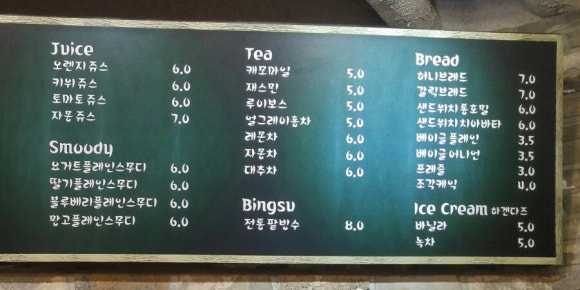 Juice
오렌지쥬스 6.0
키위쥬스 6.0
토마토쥬스 6.0
자몽쥬스 7.0
Smoody
요거트플레인스무디 6.0
딸기플레인스무디 6.0
블루베리플레인스무디 6.0
망고플레인스무디 6.0
Tea
캐모마일 5.0
재스민 5.0
루이보스 5.0
얼그레이홍차 5.0
레몬차 6.0
자몽차 6.0
대추차 6.0
Bingsu
전통팥빙수 8.0
Bread
허니브레드 7.0
갈릭브레드 7.0
샌드위치통호밀 6.0
샌드위치치아바타 6.0
베이글플레인 3.5
베이글어니언 3.5
프레즐 3.0
조각케익 4.0
Ice Cream 하겐다즈
바닐라 5.0
녹차 5.0